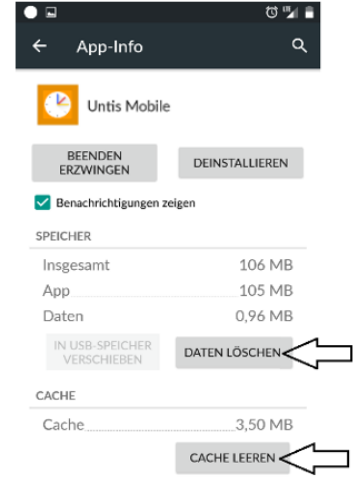 App-Info
Untis Mobile
BEENDEN
ERZWINGEN
DEINSTALLIEREN
Benachrichtigungen zeigen
SPEICHER
Insgesamt 106 MB
App 105 MB
Daten 0,96 MB
IN USB-SPEICHER
VERSCHIEBEN
DATEN LÖSCHEN
CACHE
Cache 3,50 MB
CACHE LEEREN